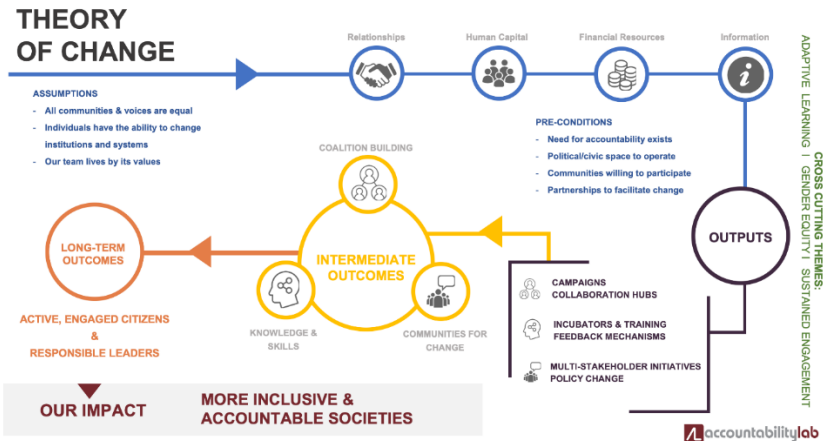 THEORY
OF CHANGE
Relationships
Human Capital
Financial Resources
Information
ASSUMPTIONS
- All communities & voices are equal
- Individuals have the ability to change
institutions and systems
- Our team lives by its values
PRE-CONDITIONS
- Need for accountability exists
- Political/civic space to operate
- Communities willing to participate
- Partnerships to facilitate change
CROSS CUTTING THEMES:
ADAPTIVE LEARNING I GENDER EQUITY I SUSTAINED ENGAGEMENT
COALITION BUILDING
LONG-TERM
OUTCOMES
INTERMEDIATE
OUTCOMES
OUTPUTS
KNOWLEDGE &
SKILLS
COMMUNITIES FOR
CHANGE
CAMPAIGNS
COLLABORATION HUBS
INCUBATORS & TRAINING
FEEDBACK MECHANISMS
MULTI-STAKEHOLDER INITIATIVES
POLICY CHANGE
ACTIVE, ENGAGED CITIZENS
&
RESPONSIBLE LEADERS
OUR IMPACT
MORE INCLUSIVE &
ACCOUNTABLE SOCIETIES
accountabilitylab